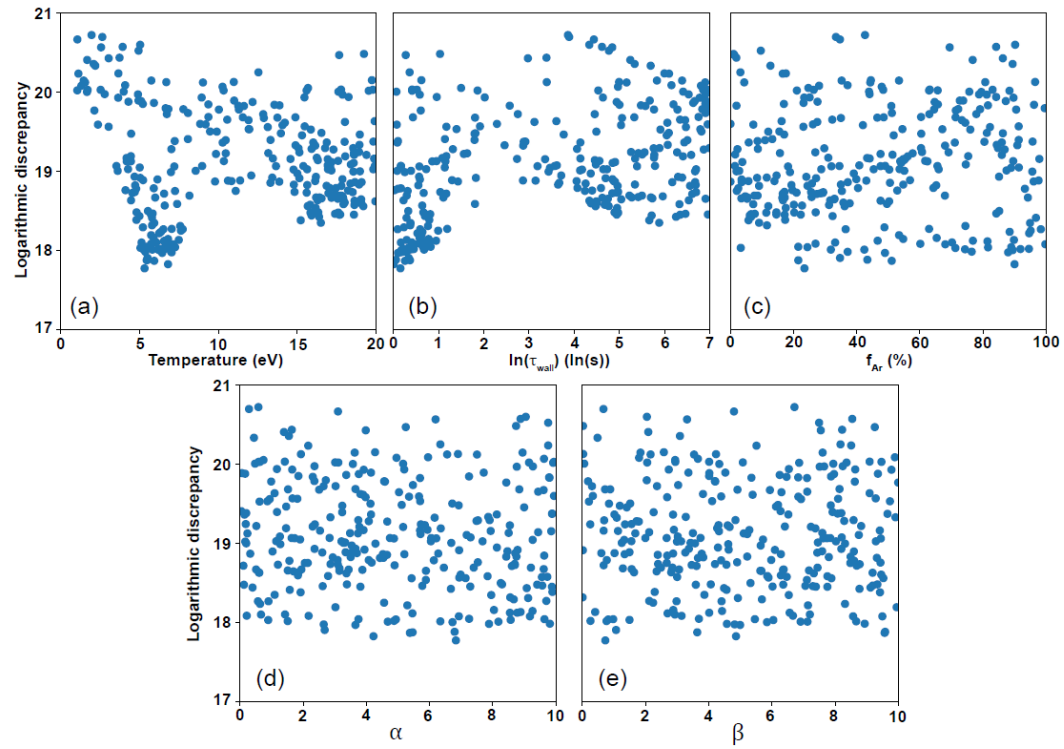 21
20
19
18
17
Logarithmic discrepancy
(a)
0 5 10 15 20
Temperature (eV)
(b)
0 1 2 3 4 5 6 7
ln(τwall) (ln(s))
(c)
0 20 40 60 80 100
fAr (%)
21
20
19
18
17
Logarithmic discrepancy
(d)
0 2 4 6 8 10
α
(e)
0 2 4 6 8 10
β